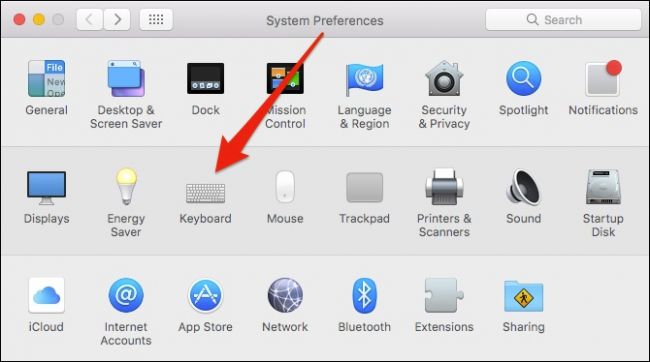 System Preferences
Search
File
New
Ope
General
Desktop &
Screen Saver
Dock
Mission
Control
Language
& Region
Security
& Privacy
Spotlight
Notifications
Displays
Energy
Saver
Keyboard
Mouse
Trackpad
Printers &
Scanners
Sound
Startup
Disk
@
iCloud
Internet
Accounts
App Store
Network
Bluetooth
Extensions
Sharing